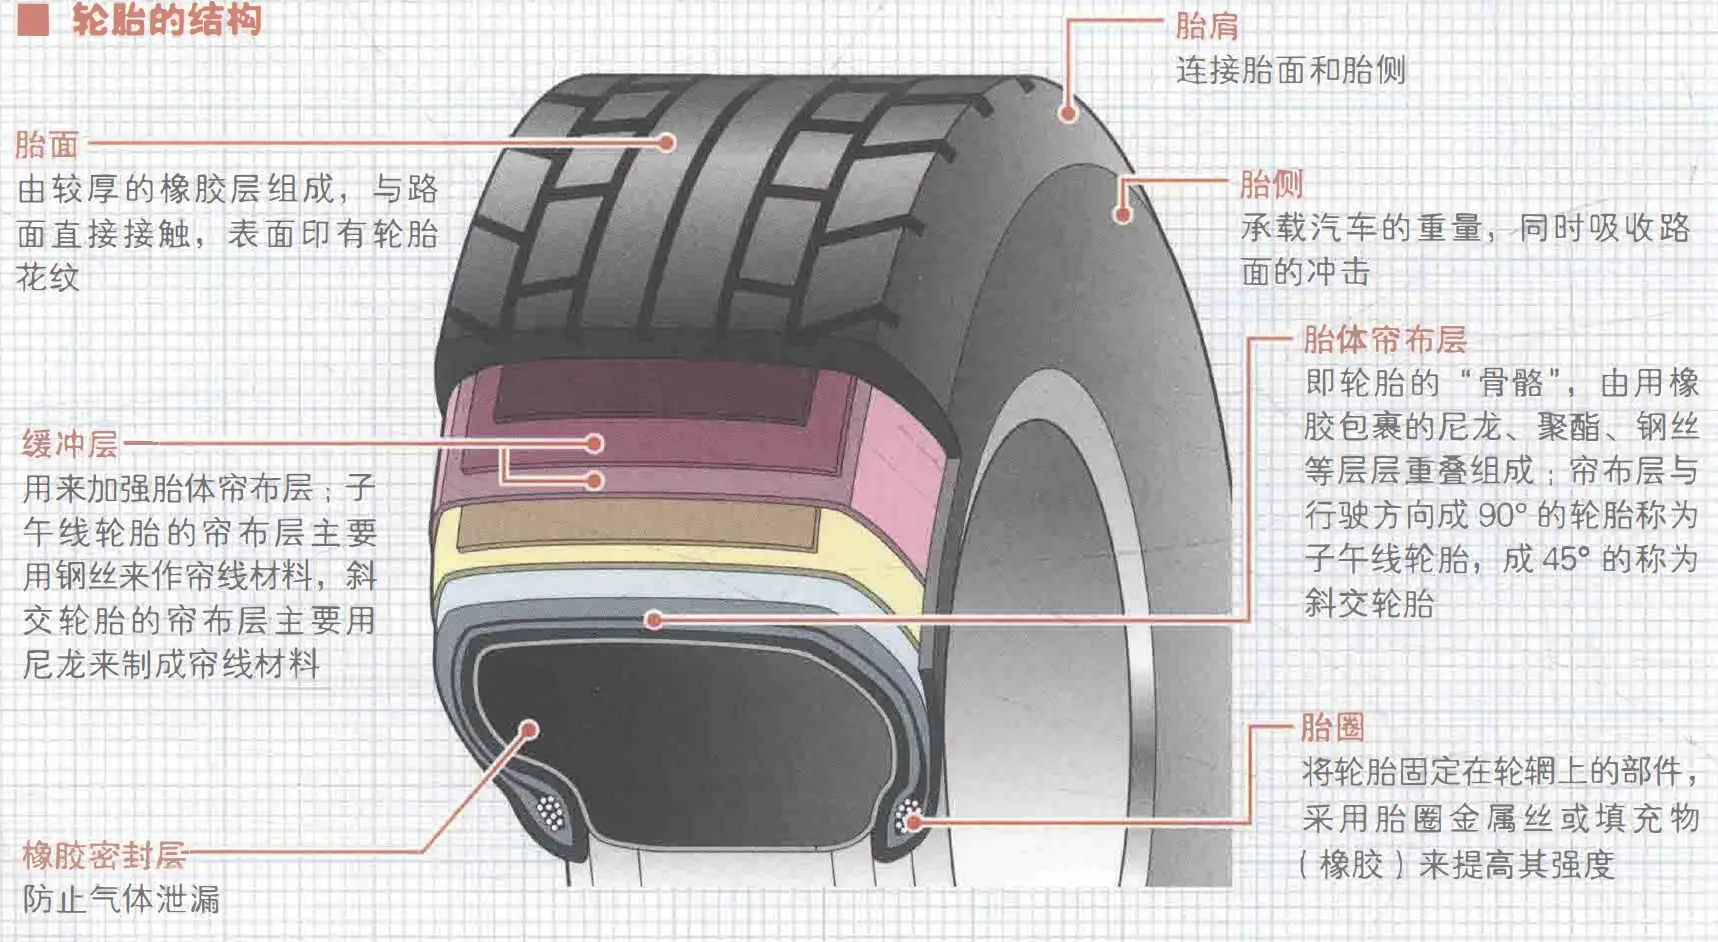 轮胎的结构
胎面
由较厚的橡胶层组成，与路
面直接接触，表面印有轮胎
花纹
缓冲层
用来加强胎体帘布层；子
午线轮胎的帘布层主要
用钢丝来作帘线材料，斜
交轮胎的帘布层主要用
尼龙来制成帘线材料
橡胶密封层
防止气体泄漏
胎肩
连接胎面和胎侧
胎侧
承载汽车的重量，同时吸收路
面的冲击
胎体帘布层
即轮胎的“骨骼”，由用橡
胶包裹的尼龙、聚酯、钢丝
等层层重叠组成；帘布层与
行驶方向成90°的轮胎称为
子午线轮胎，成45°的称为
斜交轮胎
胎圈
将轮胎固定在轮辋上的部件，
采用胎圈金属丝或填充物
（橡胶）来提高其强度